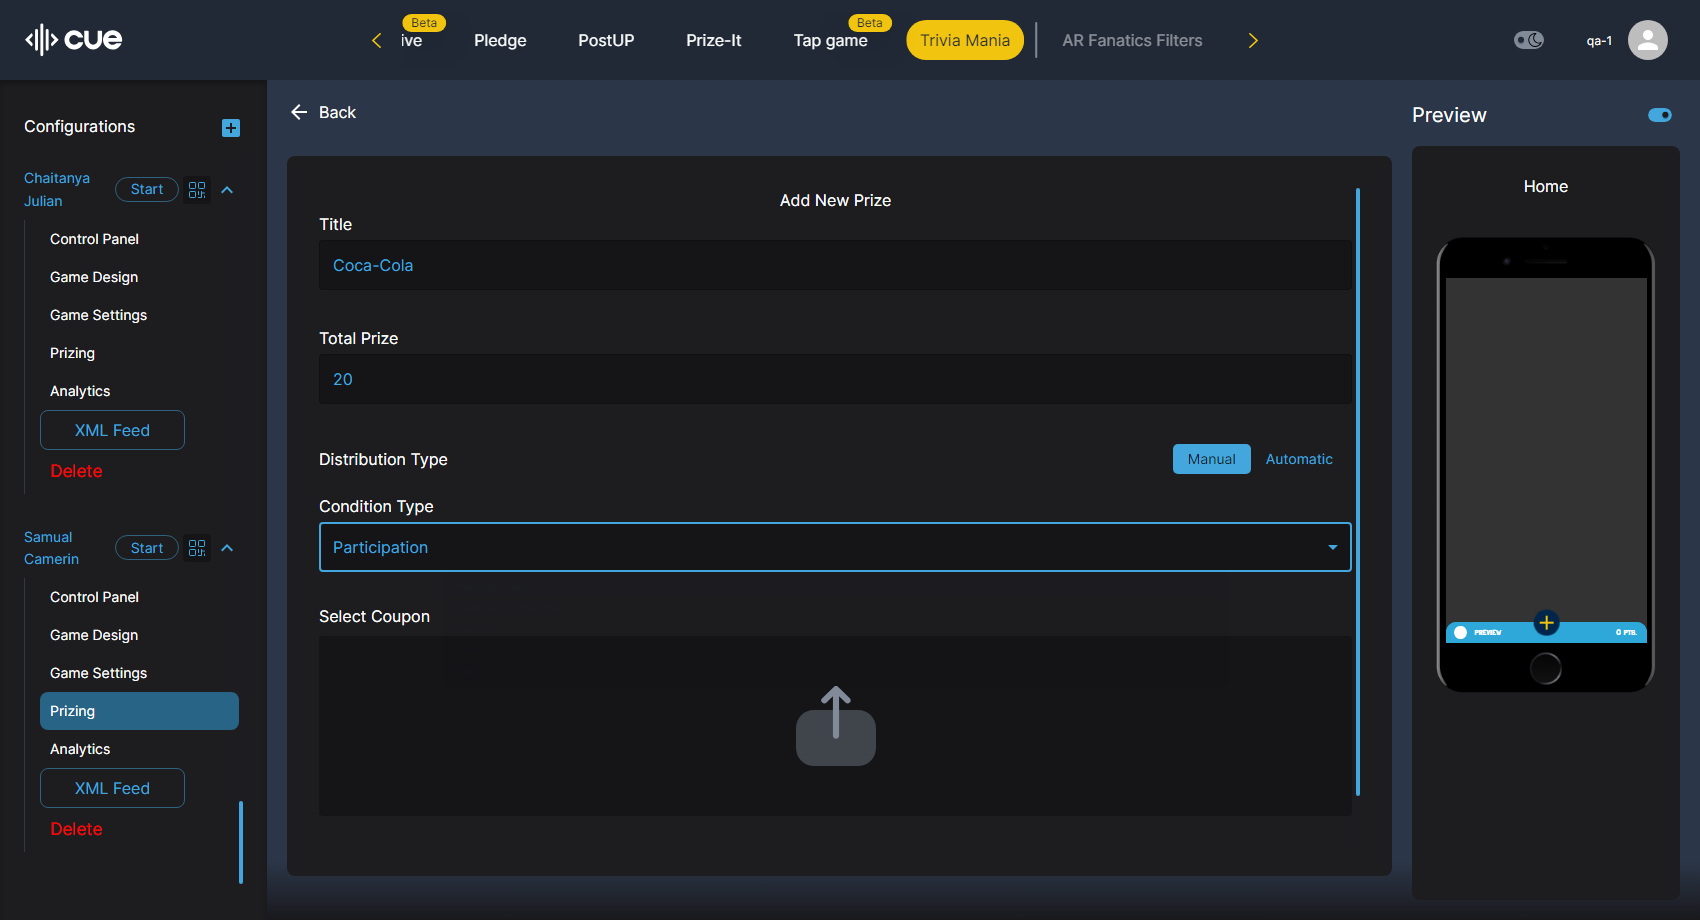 cue
ive
Beta
Pledge
PostUP
Prize-It
Tap game
Beta
Trivia Mania
AR Fanatics Filters
qa-1
Configurations
Chaitanya
Julian
Start
Control Panel
Game Design
Game Settings
Prizing
Analytics
XML Feed
Delete
Samual
Camerin
Start
Control Panel
Game Design
Game Settings
Prizing
Analytics
XML Feed
Delete
Back
Add New Prize
Title
Coca-Cola
Total Prize
20
Distribution Type
Manual
Automatic
Condition Type
Participation
Select Coupon
Preview
Home
PREVIEW
0 PTS.